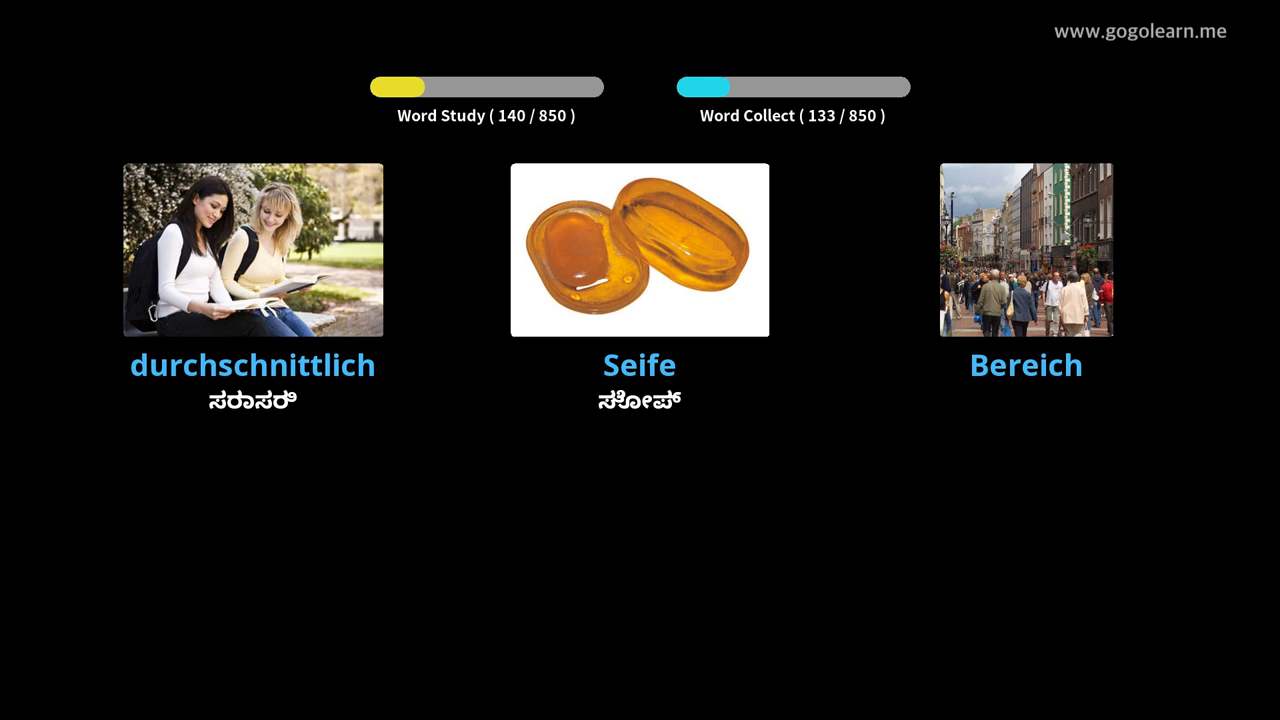 www.gogolearn.me
Word Study ( 140 / 850 )
Word Collect ( 133 / 850 )
durchschnittlich
Seife
Bereich
ಸರಾಸರಿ
ಸೋಪ್